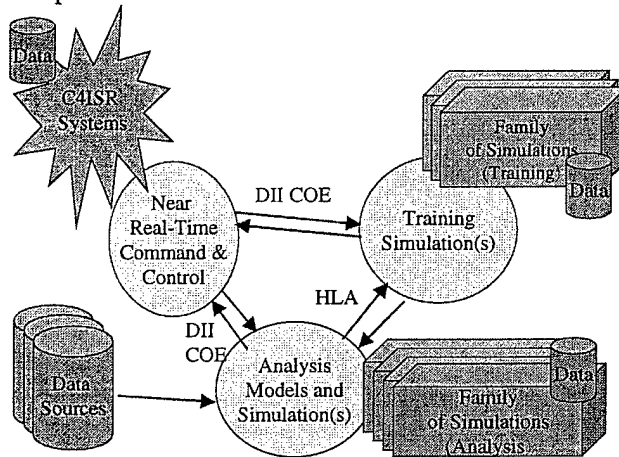 Data
C4ISR
Systems
Near
Real-Time
Command &
Control
DII COE
Training
Simulation(s)
Family
of Simulations
(Training)
Data
HLA
DII
COE
Data
Sources
Analysis
Models and
Simulation(s)
Data
Family
of Simulations
(Analysis